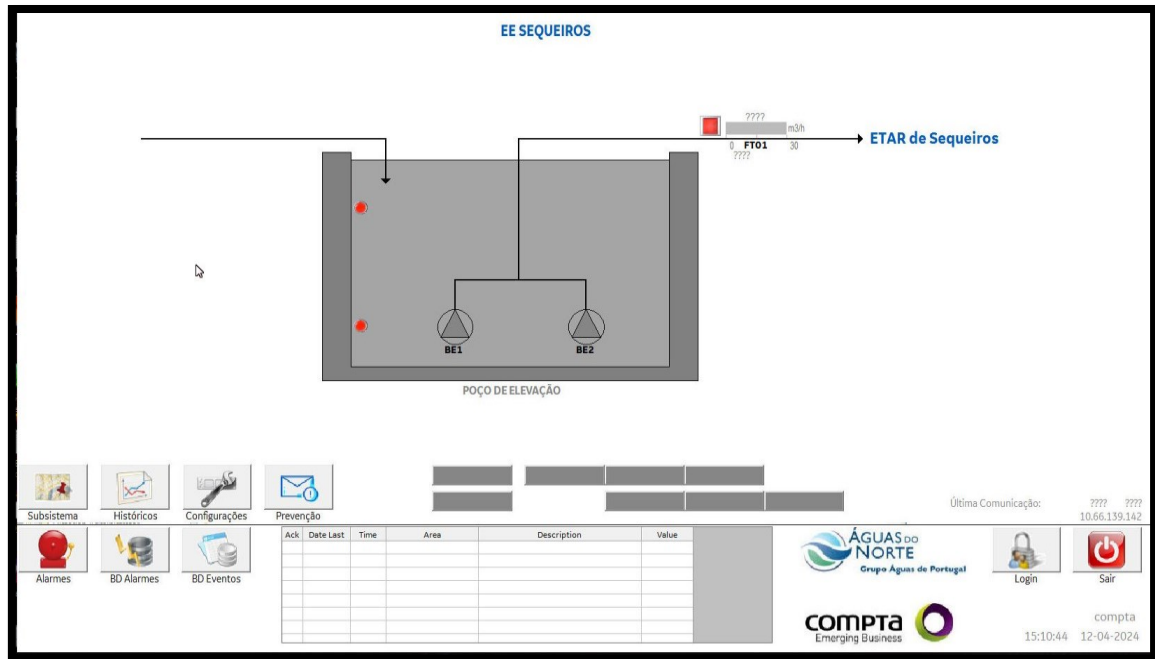 EE SEQUEIROS
????
m3/h
0 FT01 30
????
ETAR de Sequeiros
BE1 BE2
POÇO DE ELEVAÇÃO
Subsistema Históricos Configurações Prevenção
Última Comunicação: ???? ????
10.66.139.142
Ack Date Last Time Area Description Value
Alarmes BD Alarmes BD Eventos
ÁGUAS DO
NORTE
Grupo Águas de Portugal
Login Sair
compta
Emerging Business
compta
15:10:44 12-04-2024